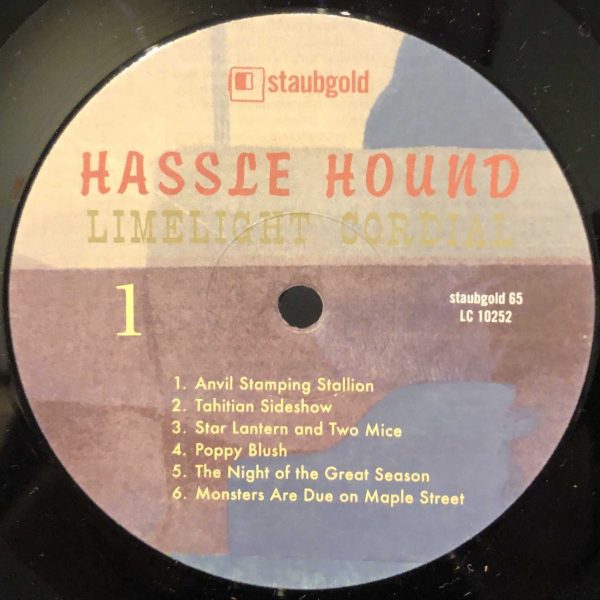 staubgold
HASSLE HOUND
LIMELIGHT CORDIAL
1
staubgold 65
LC 10252
1. Anvil Stamping Stallion
2. Tahitian Sideshow
3. Star Lantern and Two Mice
4. Poppy Blush
5. The Night of the Great Season
6. Monsters Are Due on Maple Street